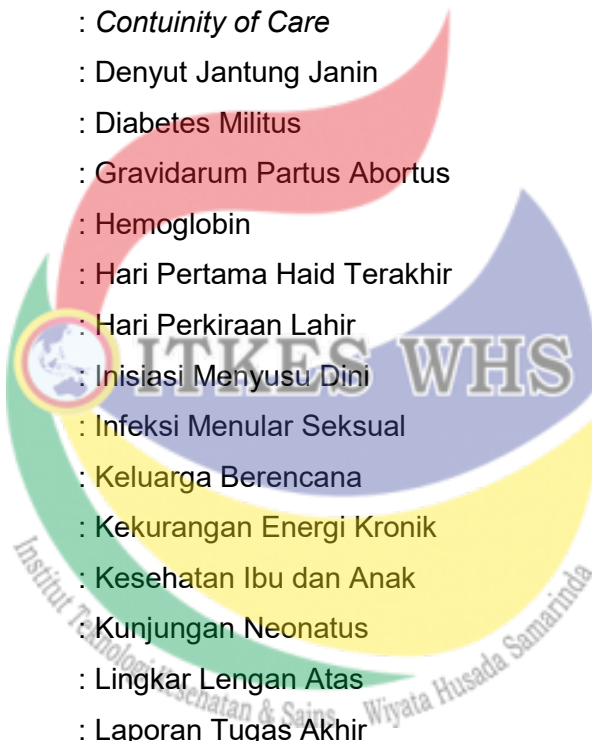 : Contuinity of Care
: Denyut Jantung Janin
: Diabetes Militus
: Gravidarum Partus Abortus
: Hemoglobin
: Hari Pertama Haid Terakhir
: Hari Perkiraan Lahir
ITKES WHS
: Inisiasi Menyusu Dini
: Infeksi Menular Seksual
: Keluarga Berencana
: Kekurangan Energi Kronik
: Kesehatan Ibu dan Anak
: Kunjungan Neonatus
: Lingkar Lengan Atas
: Laporan Tugas Akhir
Institut Teknologi Kesehatan & Sains Wiyata Husada Samarinda